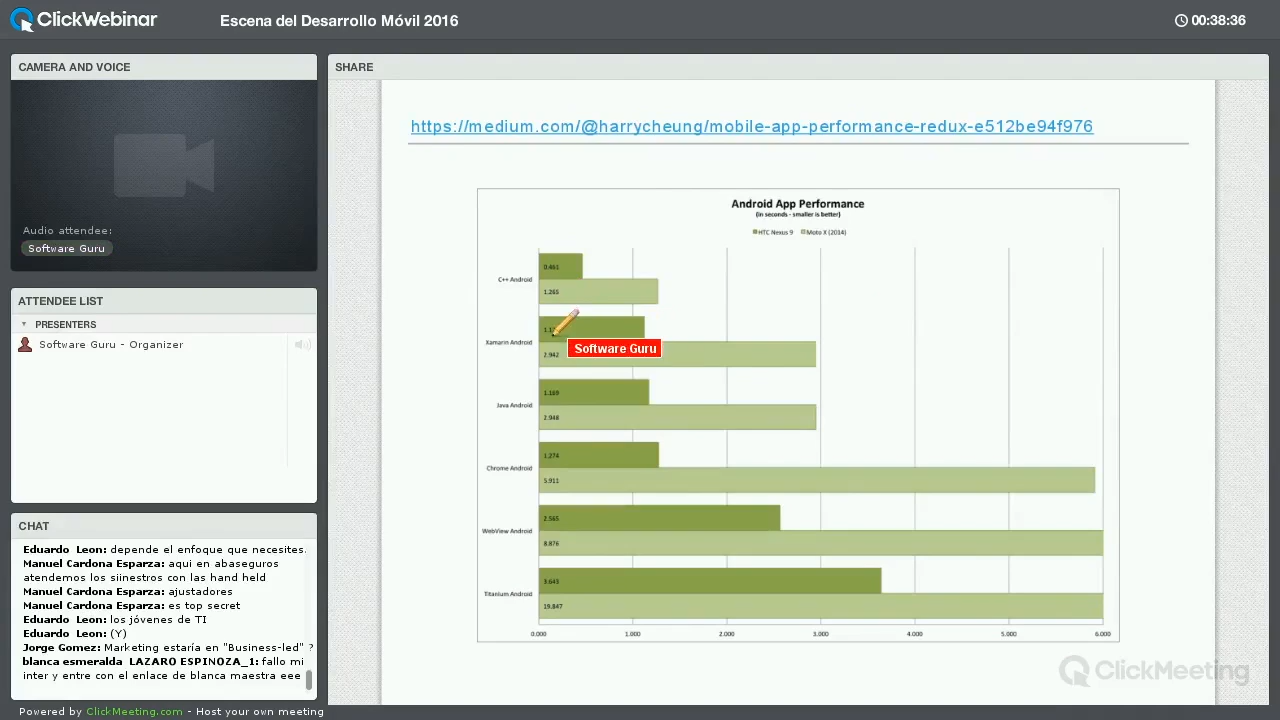 ClickWebinar
Escena del Desarrollo Móvil 2016
00:38:36
CAMERA AND VOICE
Audio attendee:
Software Guru
ATTENDEE LIST
PRESENTERS
Software Guru - Organizer
CHAT
Eduardo Leon: depende el enfoque que necesites.
Manuel Cardona Esparza: aqui en abaseguros
atendemos los siinestros con las hand held
Manuel Cardona Esparza: ajustadores
Manuel Cardona Esparza: es top secret
Eduardo Leon: los jóvenes de TI
Eduardo Leon: (Y)
Jorge Gomez: Marketing estaria en "Business-led" ?
blanca esmeralda LAZARO ESPINOZA_1: fallo mi
inter y entre con el enlace de blanca maestra see
Powered by ClickMeeting.com - Host your own meeting
SHARE
https://medium.com/@harrycheung/mobile-app-performance-redux-e512be94f976
Android App Performance
(in seconds - smaller is better)
HTC Nexus 9 Moto X (2014)
C++ Android
0.461
1.265
Xamarin Android
Software Guru
2.942
Java Android
1.169
2.948
Chrome Android
1.274
5.911
WebView Android
2.565
8.876
Titanium Android
3.643
19.847
0.000 1.000 2.000 3.000 4.000 5.000 6.000
ClickMeeting